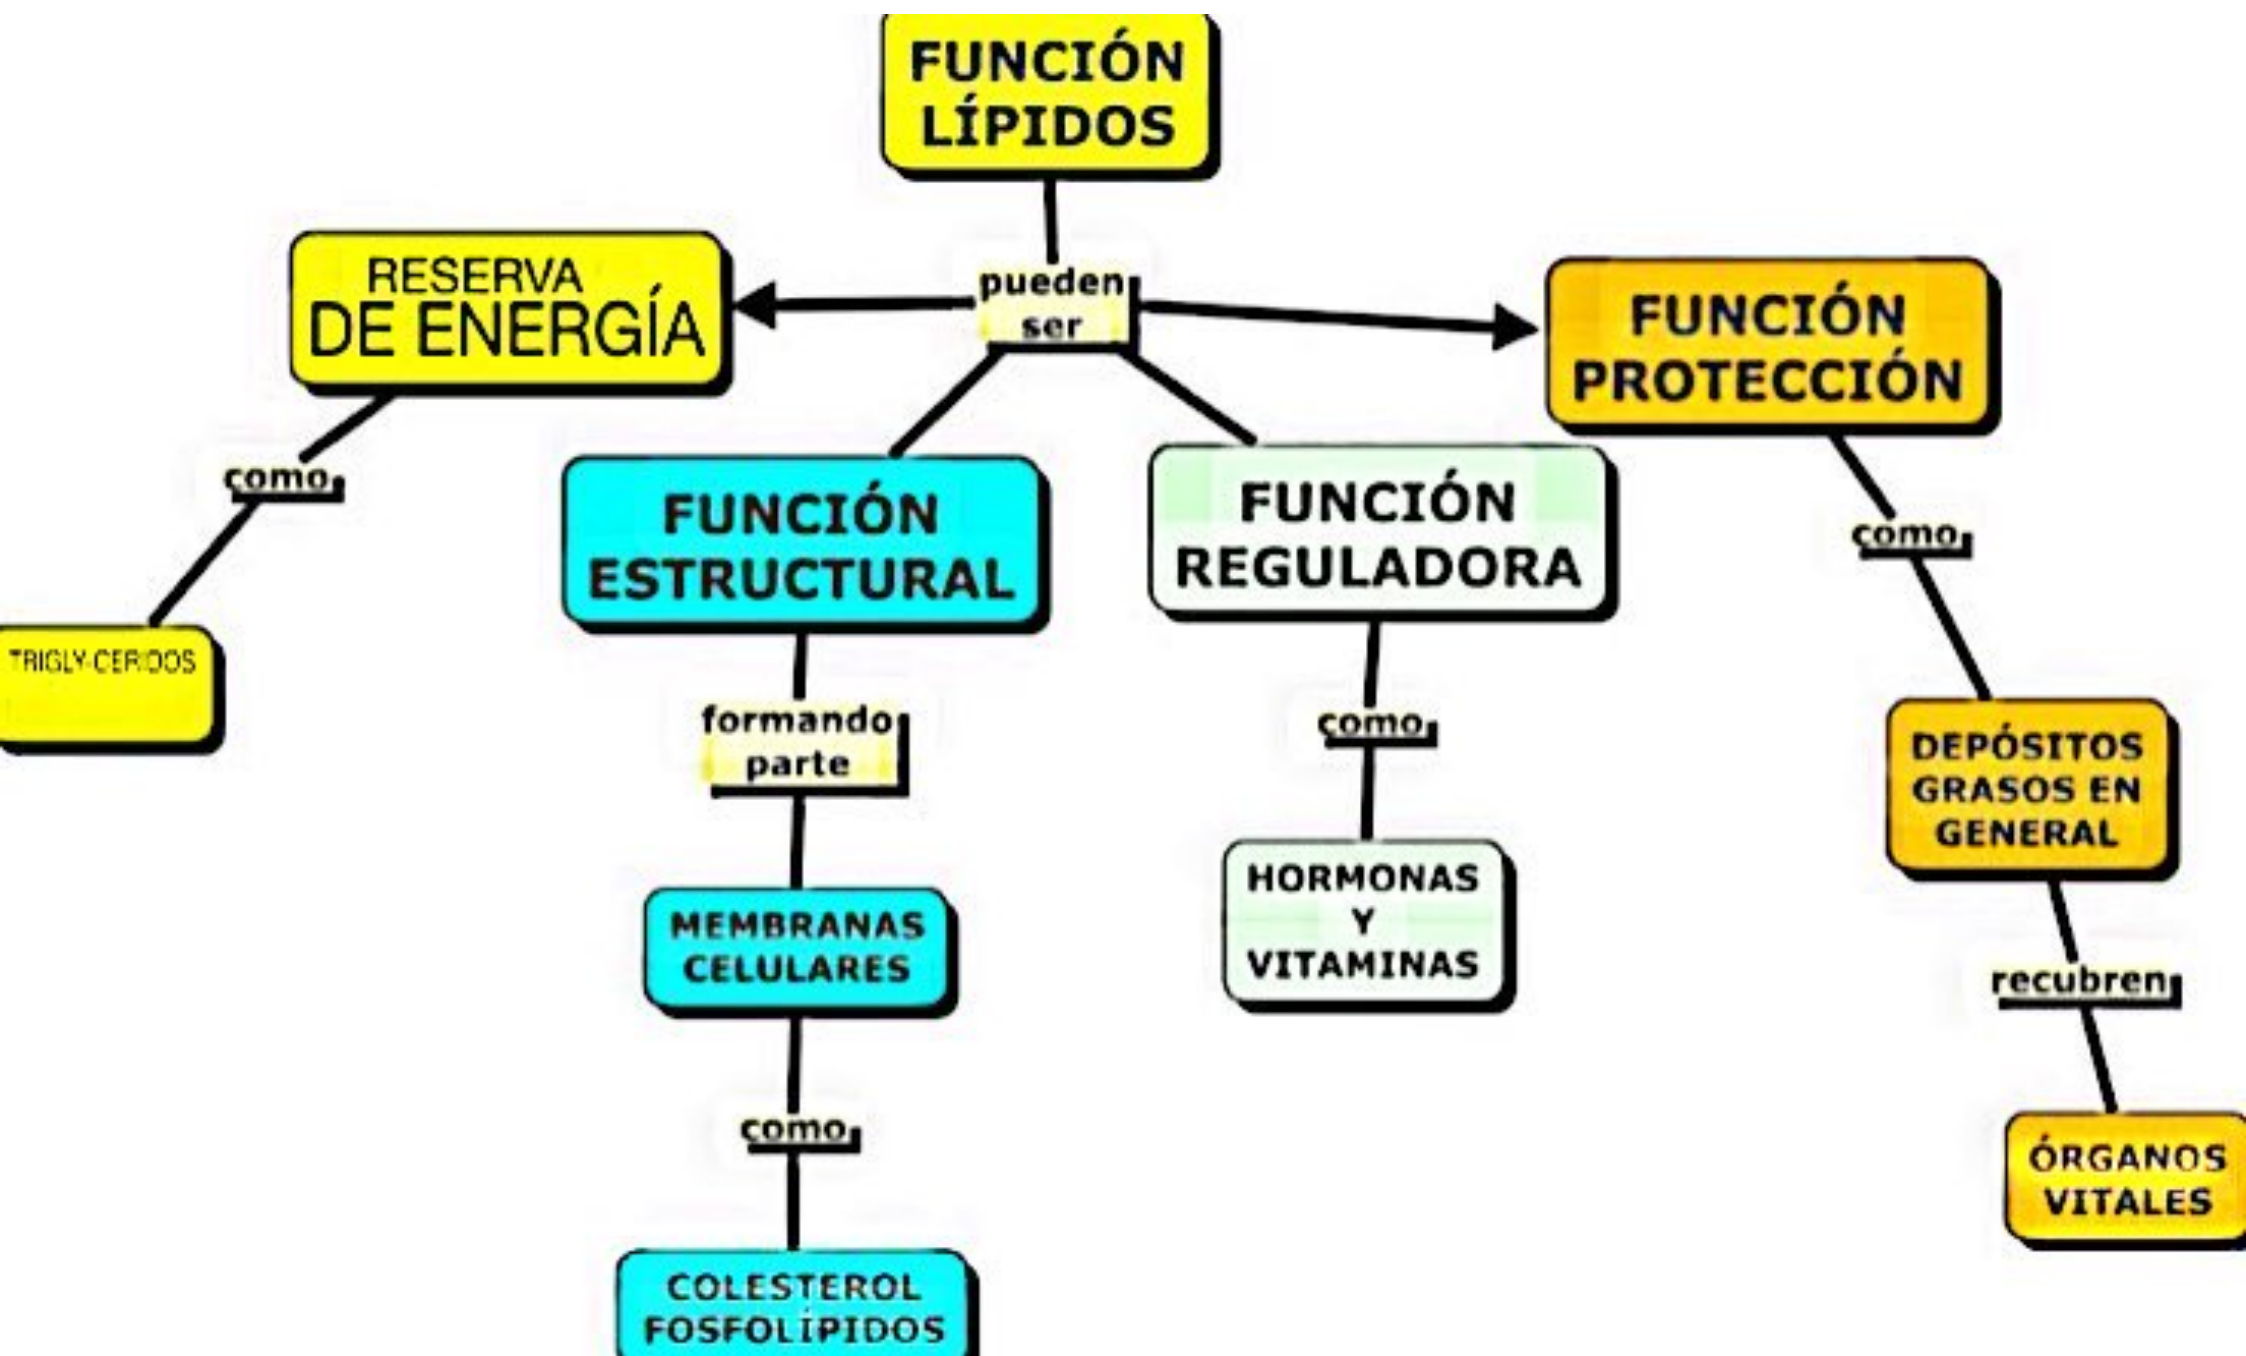 FUNCIÓN
LÍPIDOS
pueden
ser
RESERVA
DE ENERGÍA
como
TRIGLY-CERIDOS
FUNCIÓN
ESTRUCTURAL
formando
parte
MEMBRANAS
CELULARES
como
COLESTEROL
FOSFOLÍPIDOS
FUNCIÓN
REGULADORA
como
HORMONAS
Y
VITAMINAS
FUNCIÓN
PROTECCIÓN
como
DEPÓSITOS
GRASOS EN
GENERAL
recubren
ÓRGANOS
VITALES